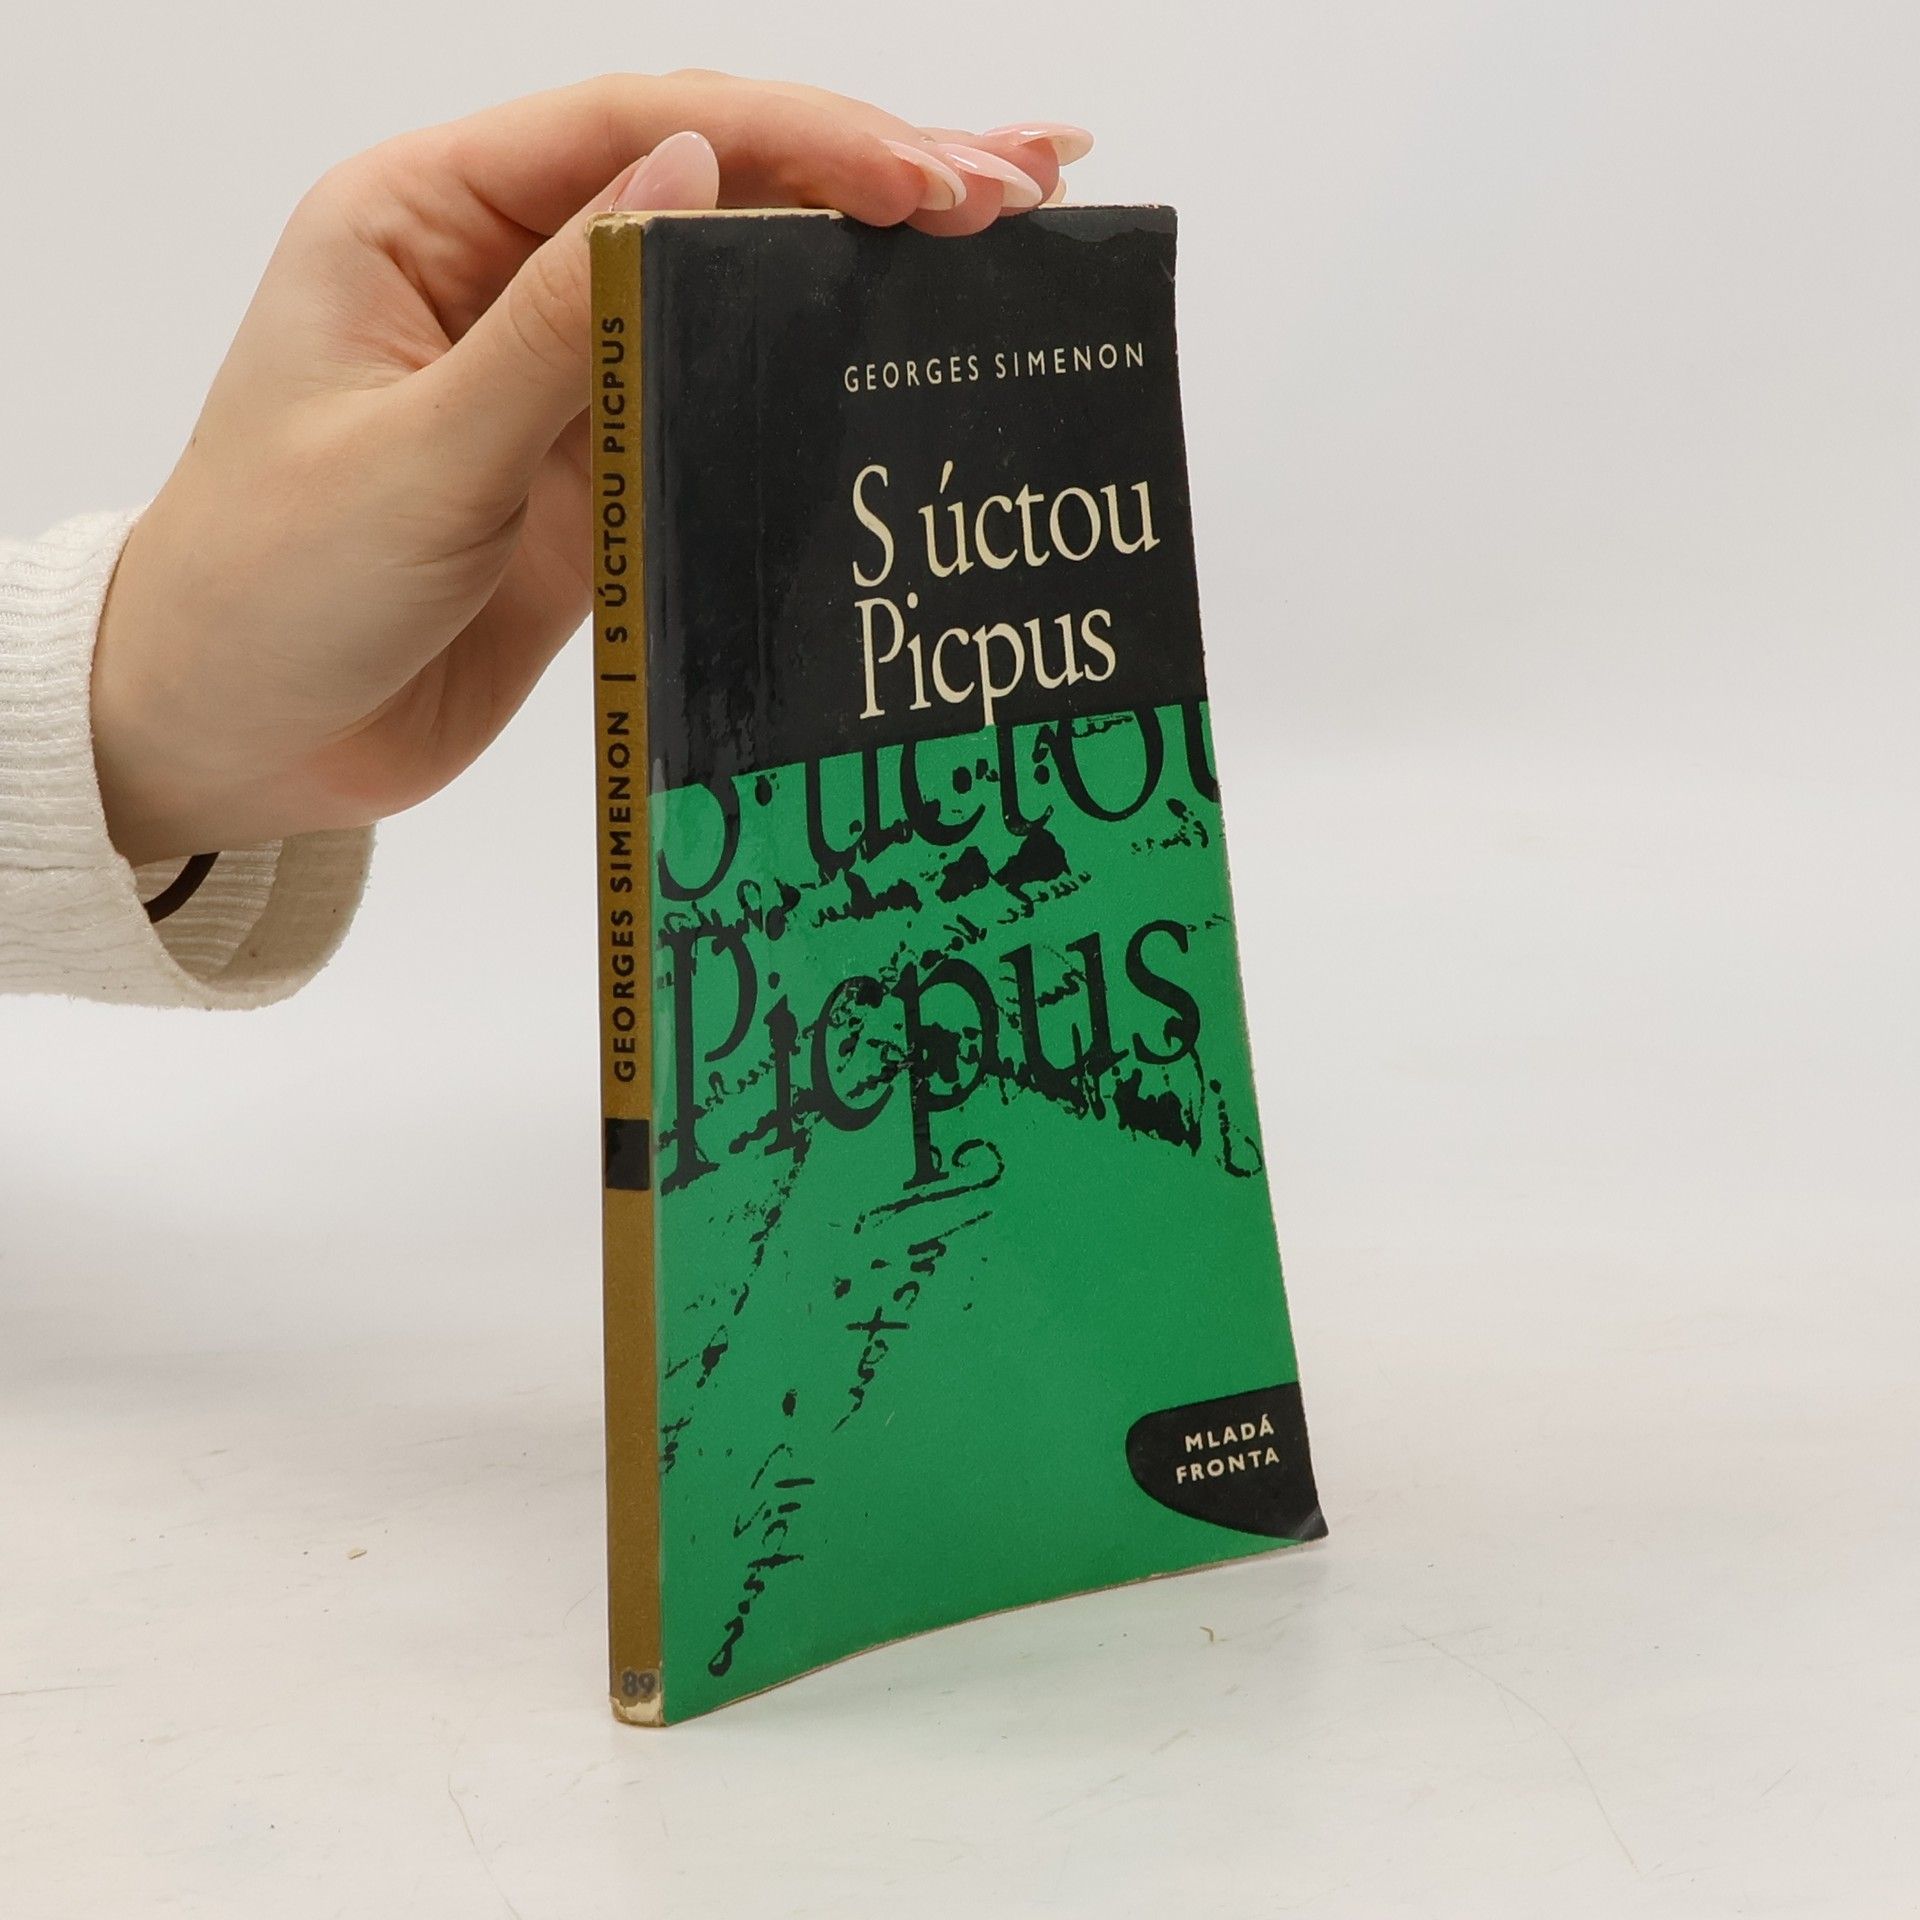 GEORGES SIMENON
S úctou
Picpus
S úctou
Picpus
MLADÁ
FRONTA
GEORGES SIMENON | S ÚCTOU PICPUS
89